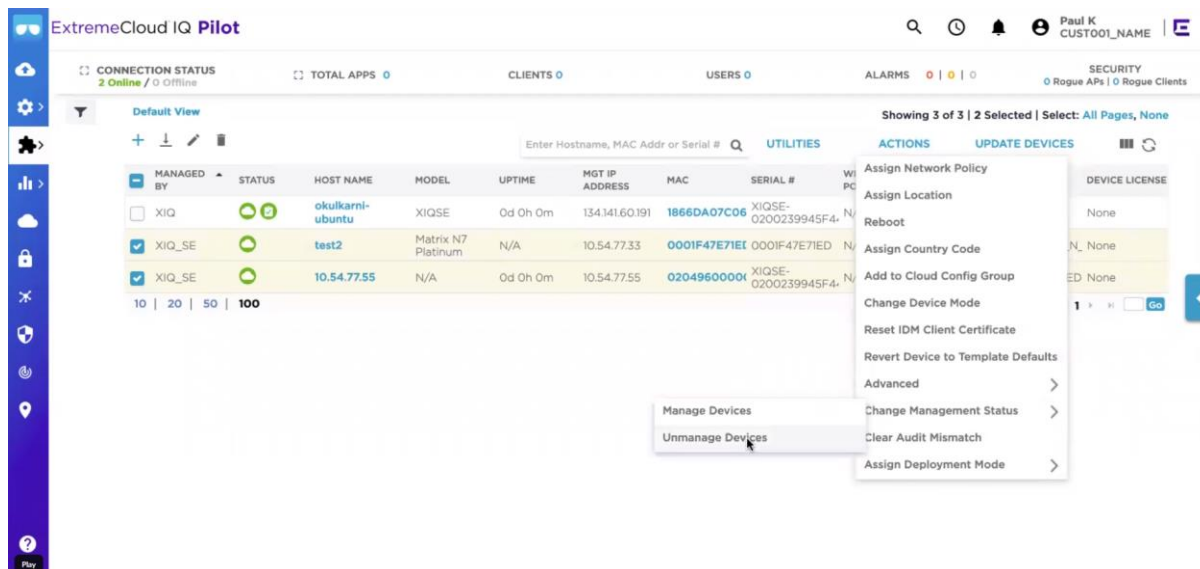 ExtremeCloud IQ Pilot
Paul K
CUST001_NAME
CONNECTION STATUS
2 Online / 0 Offline
TOTAL APPS 0
CLIENTS 0
USERS 0
ALARMS 0 | 0 | 0
SECURITY
0 Rogue APs | 0 Rogue Clients
Default View
Showing 3 of 3 | 2 Selected | Select: All Pages, None
Enter Hostname, MAC Addr or Serial #
UTILITIES
ACTIONS
UPDATE DEVICES
MANAGED BY
STATUS
HOST NAME
MODEL
UPTIME
MGT IP ADDRESS
MAC
SERIAL #
DEVICE LICENSE
XIQ
okulkarni-ubuntu
XIQSE
0d 0h 0m
134.141.60.191
1866DA07C06
XIQSE-0200239945F4
None
XIQ_SE
test2
Matrix N7 Platinum
N/A
10.54.77.33
0001F47E71E
0001F47E71ED
None
XIQ_SE
10.54.77.55
N/A
0d 0h 0m
10.54.77.55
0204960000
XIQSE-0200239945F4
None
10 | 20 | 50 | 100
1
Go
Assign Network Policy
Assign Location
Reboot
Assign Country Code
Add to Cloud Config Group
Change Device Mode
Reset IDM Client Certificate
Revert Device to Template Defaults
Advanced
Change Management Status
Clear Audit Mismatch
Assign Deployment Mode
Manage Devices
Unmanage Devices
Play